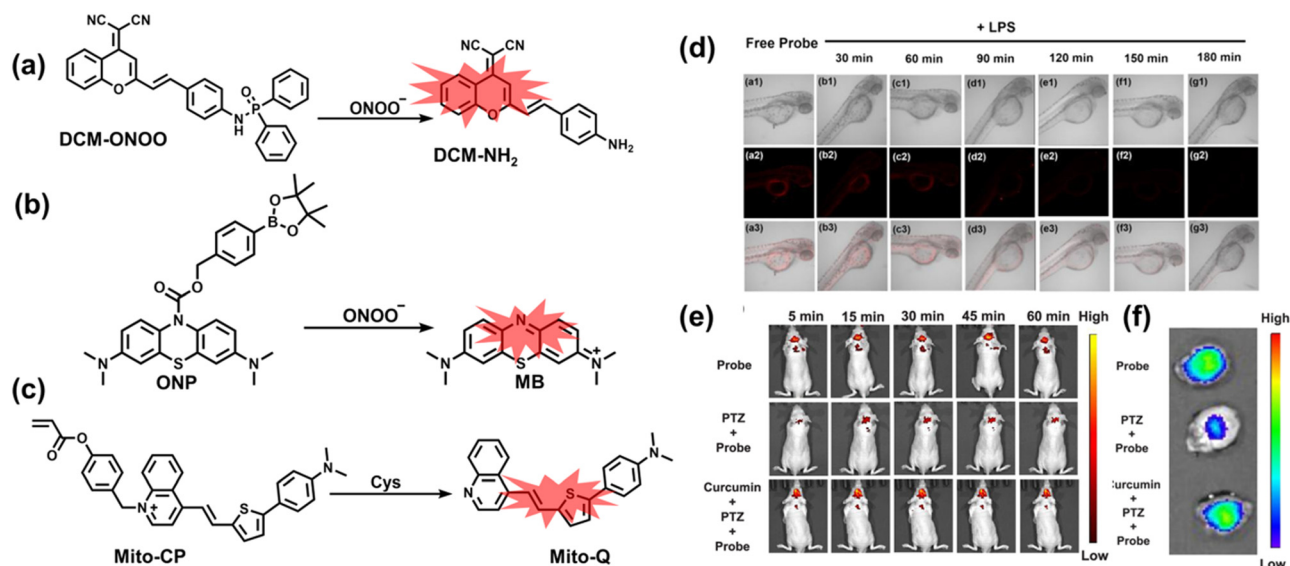 (a)
NC CN
O
O
P
N
H
DCM-ONOO
ONOO⁻
NC CN
O
NH₂
DCM-NH₂
(b)
O
B
O
O
O
N
N
S
N
ONP
ONOO⁻
N
N
S
N⁺
MB
(c)
O
O
N⁺
S
N
Mito-CP
Cys
N
S
N
Mito-Q
(d)
+ LPS
Free Probe 30 min 60 min 90 min 120 min 150 min 180 min
(a1) (b1) (c1) (d1) (e1) (f1) (g1)
(a2) (b2) (c2) (d2) (e2) (f2) (g2)
(a3) (b3) (c3) (d3) (e3) (f3) (g3)
(e)
5 min 15 min 30 min 45 min 60 min
High
Probe
PTZ
+
Probe
Curcumin
+
PTZ
+
Probe
Low
(f)
High
Probe
PTZ
+
Probe
Curcumin
+
PTZ
+
Probe
Low